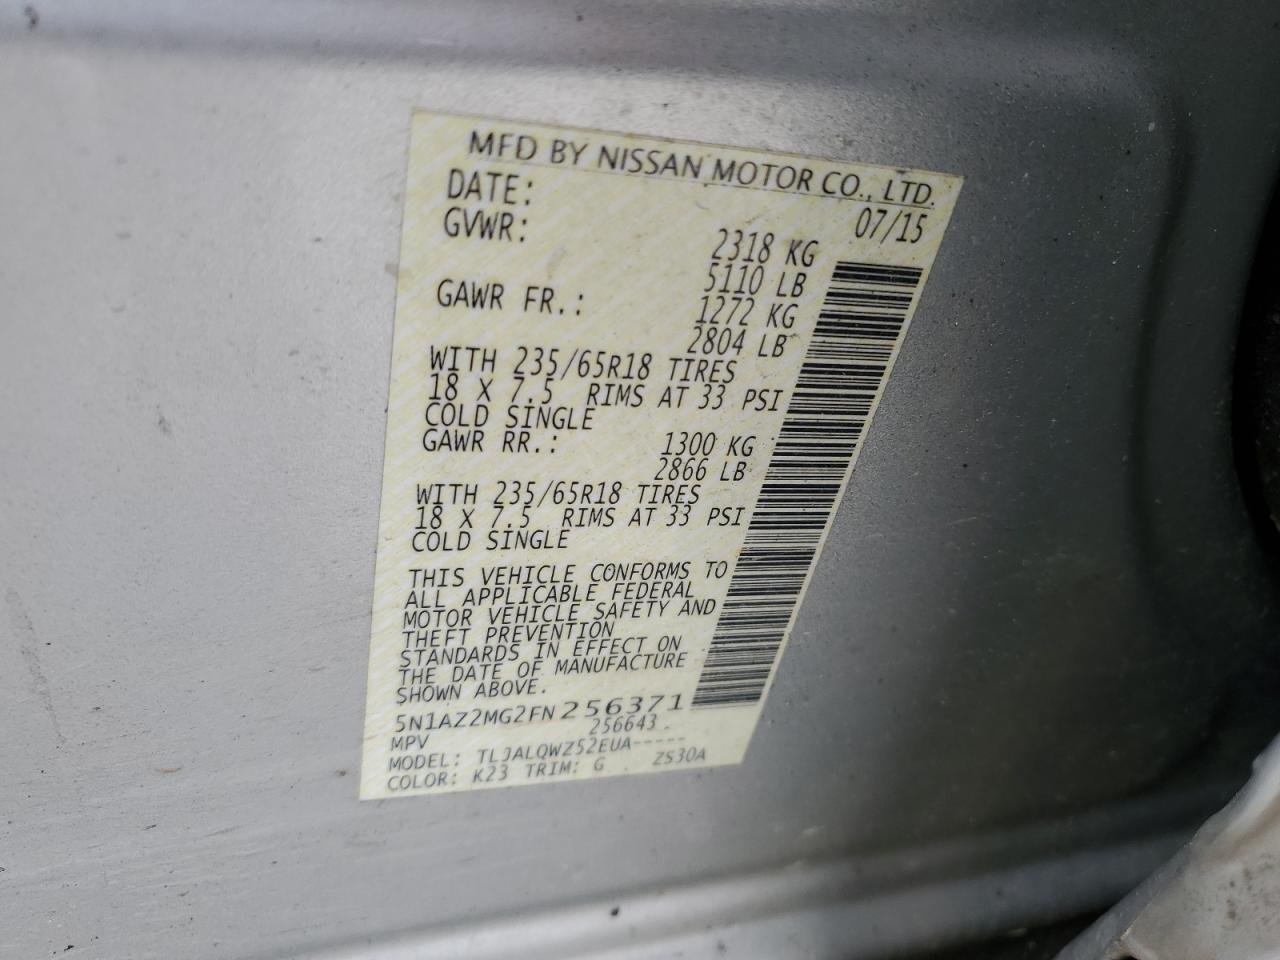 MFD BY NISSAN MOTOR CO., LTD.
DATE: 07/15
GVWR: 2318 KG
5110 LB
GAWR FR.: 1272 KG
2804 LB
WITH 235/65R18 TIRES
18 X 7.5 RIMS AT 33 PSI
COLD SINGLE
GAWR RR.: 1300 KG
2866 LB
WITH 235/65R18 TIRES
18 X 7.5 RIMS AT 33 PSI
COLD SINGLE
THIS VEHICLE CONFORMS TO
ALL APPLICABLE FEDERAL
MOTOR VEHICLE SAFETY AND
THEFT PREVENTION
STANDARDS IN EFFECT ON
THE DATE OF MANUFACTURE
SHOWN ABOVE.
5N1AZ2MG2FN256371
MPV 256643
MODEL: TLJALQWZ52EUA-----
COLOR: K23 TRIM: G ZS30A